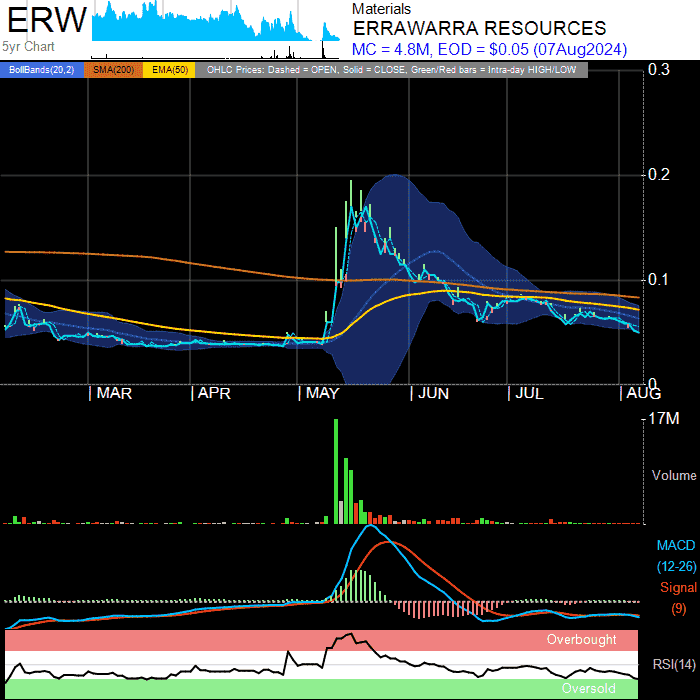 ERW
5yr Chart
Materials
ERRAWARRA RESOURCES
MC = 4.8M, EOD = $0.05 (07Aug2024)
BollBands(20,2) SMA(200) EMA(50) OHLC Prices: Dashed = OPEN, Solid = CLOSE, Green/Red bars = Intra-day HIGH/LOW
0.3
0.2
0.1
0
| MAR | APR | MAY | JUN | JUL | AUG
17M
Volume
MACD
(12-26)
Signal
(9)
Overbought
RSI(14)
Oversold